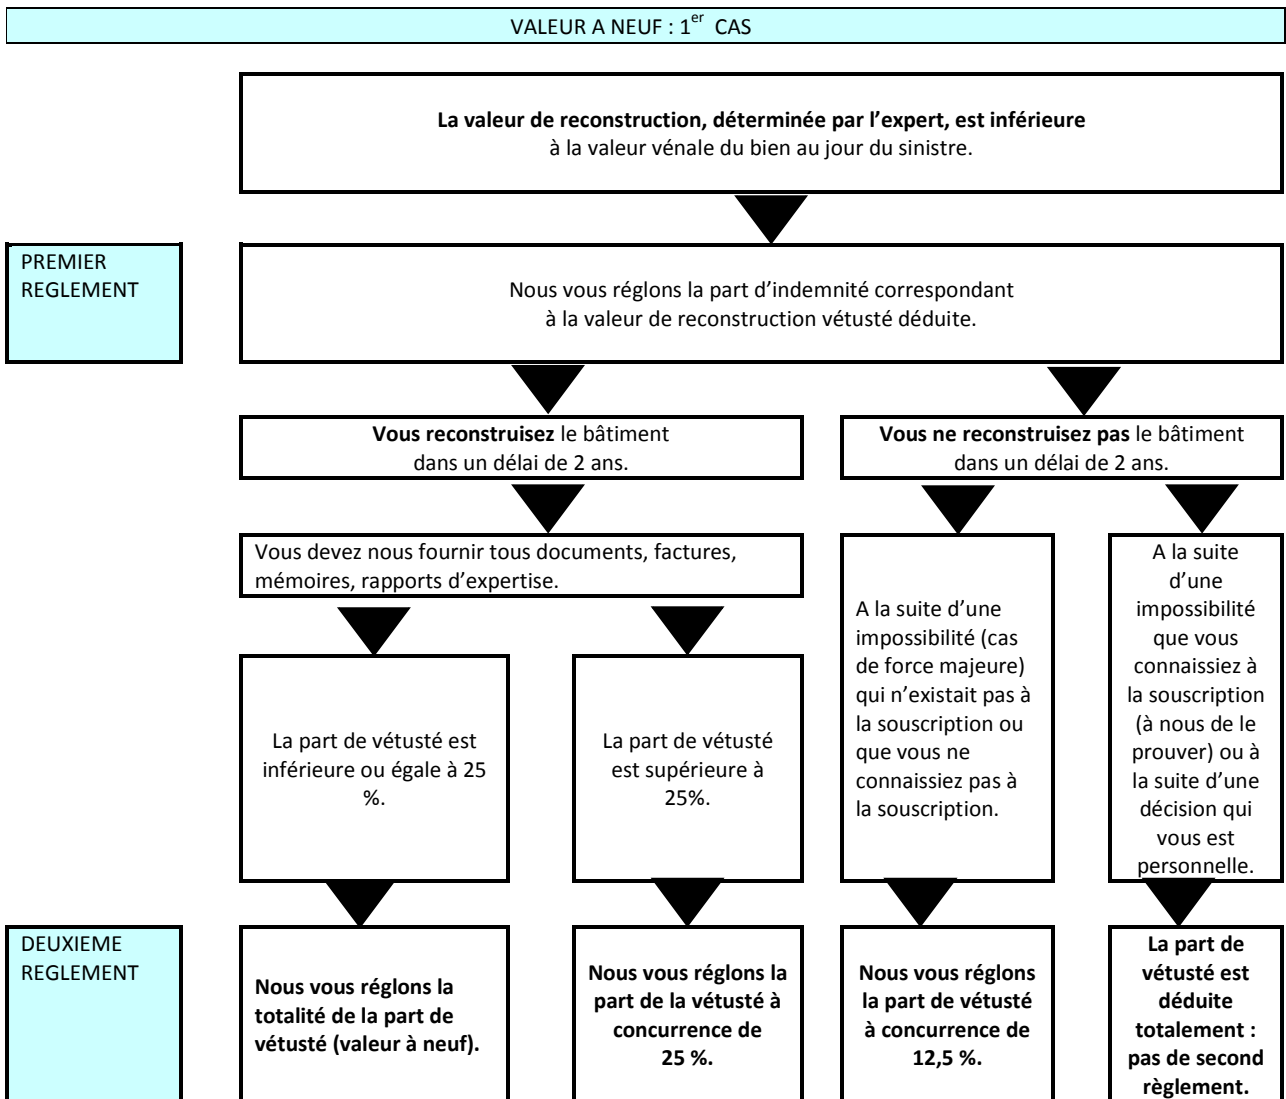 VALEUR A NEUF : 1er CAS
La valeur de reconstruction, déterminée par l’expert, est inférieure
à la valeur vénale du bien au jour du sinistre.
PREMIER
REGLEMENT
Nous vous réglons la part d’indemnité correspondant
à la valeur de reconstruction vétusté déduite.
Vous reconstruisez le bâtiment
dans un délai de 2 ans.
Vous ne reconstruisez pas le bâtiment
dans un délai de 2 ans.
Vous devez nous fournir tous documents, factures,
mémoires, rapports d’expertise.
La part de vétusté est
inférieure ou égale à 25
%.
La part de vétusté
est supérieure à
25%.
A la suite d’une
impossibilité (cas
de force majeure)
qui n’existait pas à
la souscription ou
que vous ne
connaissiez pas à
la souscription.
A la suite
d’une
impossibilité
que vous
connaissiez à
la souscription
(à nous de le
prouver) ou à
la suite d’une
décision qui
vous est
personnelle.
DEUXIEME
REGLEMENT
Nous vous réglons la
totalité de la part de
vétusté (valeur à neuf).
Nous vous réglons la
part de la vétusté à
concurrence de
25 %.
Nous vous réglons
la part de vétusté
à concurrence de
12,5 %.
La part de
vétusté est
déduite
totalement :
pas de second
règlement.